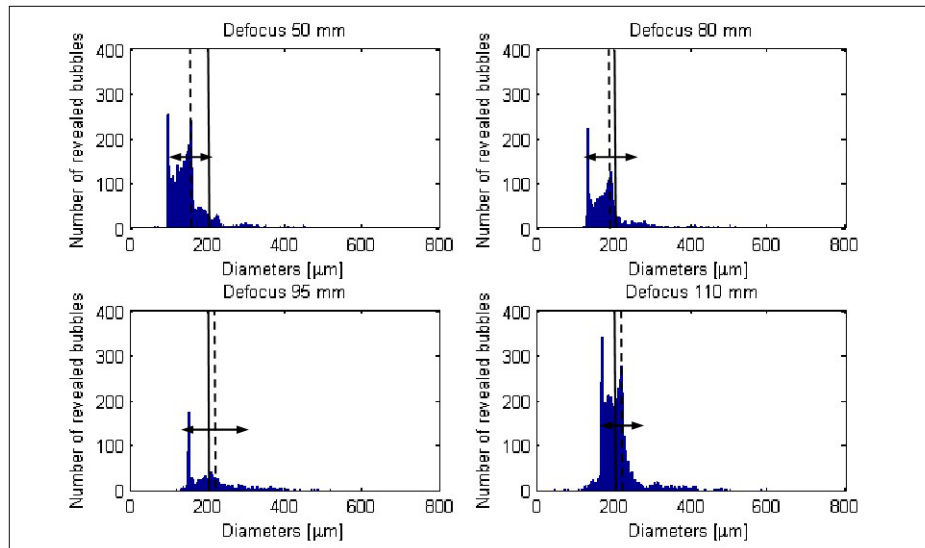 Defocus 50 mm
Number of revealed bubbles
400
300
200
100
0
0 200 400 600 800
Diameters [μm]
Defocus 80 mm
Number of revealed bubbles
400
300
200
100
0
0 200 400 600 800
Diameters [μm]
Defocus 95 mm
Number of revealed bubbles
400
300
200
100
0
0 200 400 600 800
Diameters [μm]
Defocus 110 mm
Number of revealed bubbles
400
300
200
100
0
0 200 400 600 800
Diameters [μm]